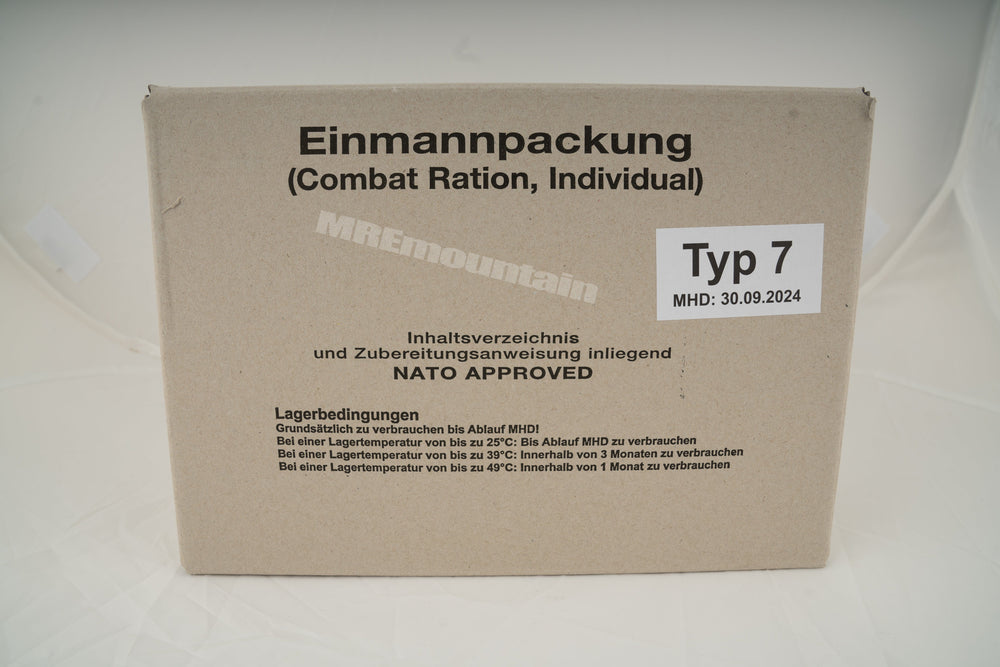 Einmannpackung
(Combat Ration, Individual)
MREmountain
Typ 7
MHD: 30.09.2024
Inhaltsverzeichnis
und Zubereitungsanweisung inliegend
NATO APPROVED
Lagerbedingungen
Grundsätzlich zu verbrauchen bis Ablauf MHD!
Bei einer Lagertemperatur von bis zu 25°C: Bis Ablauf MHD zu verbrauchen
Bei einer Lagertemperatur von bis zu 39°C: Innerhalb von 3 Monaten zu verbrauchen
Bei einer Lagertemperatur von bis zu 49°C: Innerhalb von 1 Monat zu verbrauchen